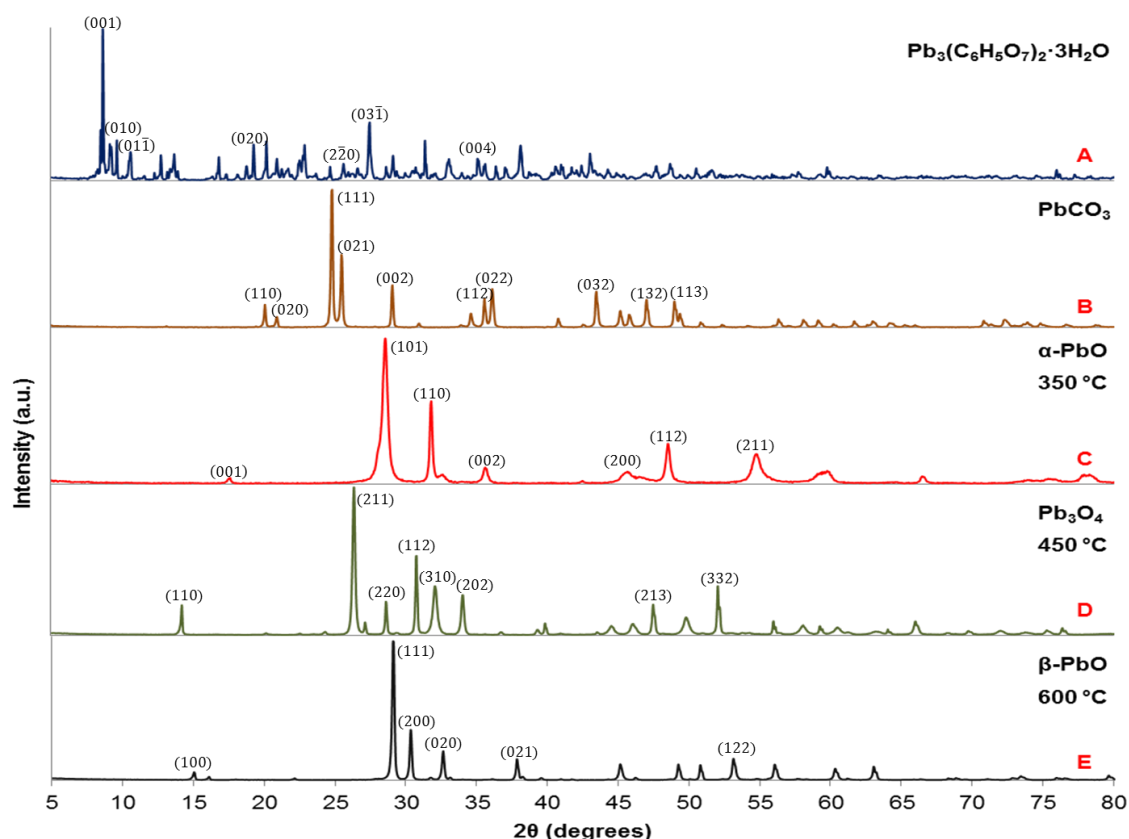 (001)
Pb₃(C₆H₅O₇)₂·3H₂O
(010)
(011̅)
(020)
(22̅0)
(031̅)
(004)
A
(111)
PbCO₃
(021)
(110)
(020)
(002)
(112)
(022)
(032)
(132)
(113)
B
(101)
α-PbO
350 °C
(110)
(001)
(002)
(200)
(112)
(211)
C
(211)
Pb₃O₄
450 °C
(110)
(220)
(112)
(310)
(202)
(213)
(332)
D
(111)
β-PbO
600 °C
(100)
(200)
(020)
(021)
(122)
E
Intensity (a.u.)
5 10 15 20 25 30 35 40 45 50 55 60 65 70 75 80
2θ (degrees)